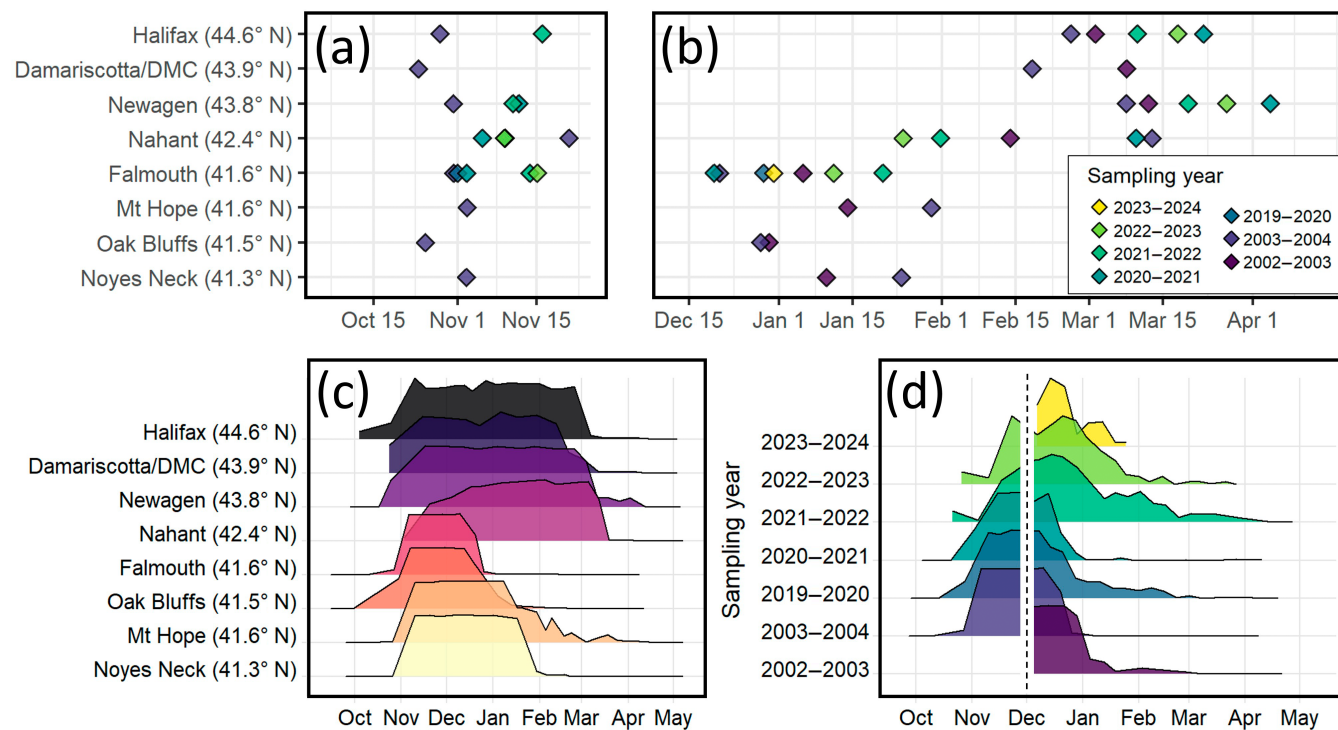 (a)
(b)
Halifax (44.6° N)
Damariscotta/DMC (43.9° N)
Newagen (43.8° N)
Nahant (42.4° N)
Falmouth (41.6° N)
Mt Hope (41.6° N)
Oak Bluffs (41.5° N)
Noyes Neck (41.3° N)
Oct 15 Nov 1 Nov 15
Sampling year
2023–2024
2022–2023
2021–2022
2020–2021
2019–2020
2003–2004
2002–2003
Dec 15 Jan 1 Jan 15 Feb 1 Feb 15 Mar 1 Mar 15 Apr 1
(c)
Halifax (44.6° N)
Damariscotta/DMC (43.9° N)
Newagen (43.8° N)
Nahant (42.4° N)
Falmouth (41.6° N)
Oak Bluffs (41.5° N)
Mt Hope (41.6° N)
Noyes Neck (41.3° N)
Oct Nov Dec Jan Feb Mar Apr May
(d)
Sampling year
2023–2024
2022–2023
2021–2022
2020–2021
2019–2020
2003–2004
2002–2003
Oct Nov Dec Jan Feb Mar Apr May